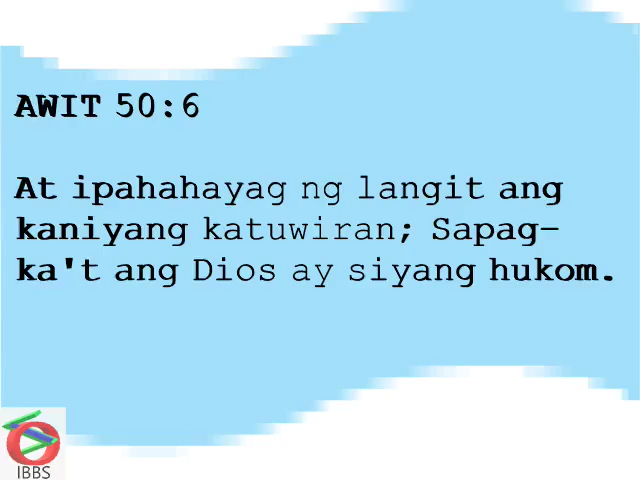 AWIT 50:6
At ipahahayag ng langit ang
kaniyang katuwiran; Sapag-
ka't ang Dios ay siyang hukom.
IBBS